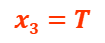 x₃ = T